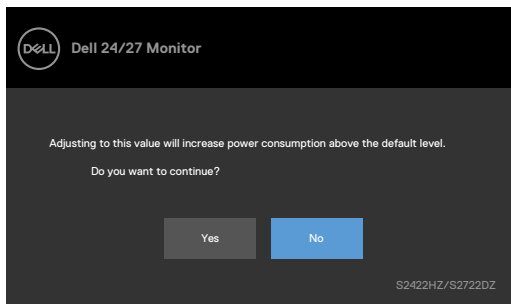 DELL
Dell 24/27 Monitor
Adjusting to this value will increase power consumption above the default level.
Do you want to continue?
Yes
No
S2422HZ/S2722DZ